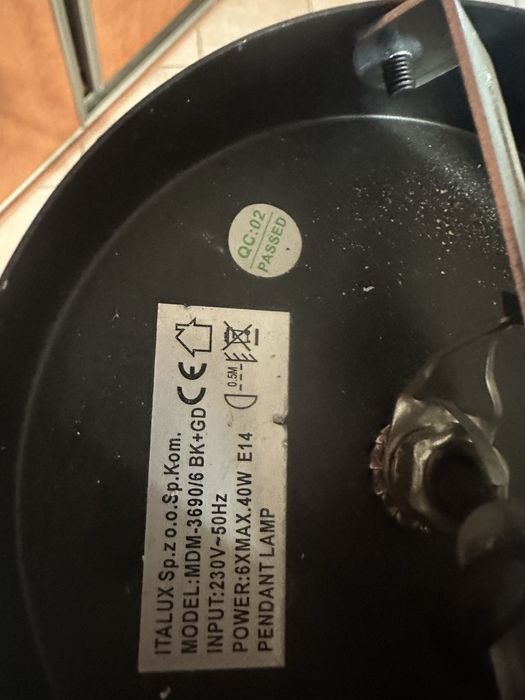 QC:02
PASSED
ITALUX Sp.z o.o.Sp.Kom.
MODEL:MDM-3690/6 BK+GD CE
INPUT:230V~50Hz
POWER:6XMAX.40W E14
PENDANT LAMP
0.5M